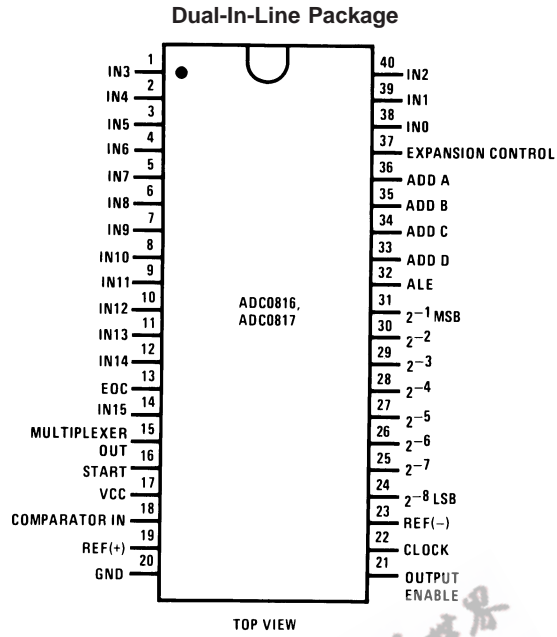 Dual-In-Line Package
1
IN3
2
IN4
3
IN5
4
IN6
5
IN7
6
IN8
7
IN9
8
IN10
9
IN11
10
IN12
11
IN13
12
IN14
13
EOC
14
IN15
MULTIPLEXER 15
OUT
16
START
17
VCC
18
COMPARATOR IN
19
REF(+)
20
GND
ADC0816,
ADC0817
40
IN2
39
IN1
38
IN0
37
EXPANSION CONTROL
36
ADD A
35
ADD B
34
ADD C
33
ADD D
32
ALE
31
2−1 MSB
30
2−2
29
2−3
28
2−4
27
2−5
26
2−6
25
2−7
24
2−8 LSB
23
REF(−)
22
CLOCK
21
OUTPUT
ENABLE
TOP VIEW